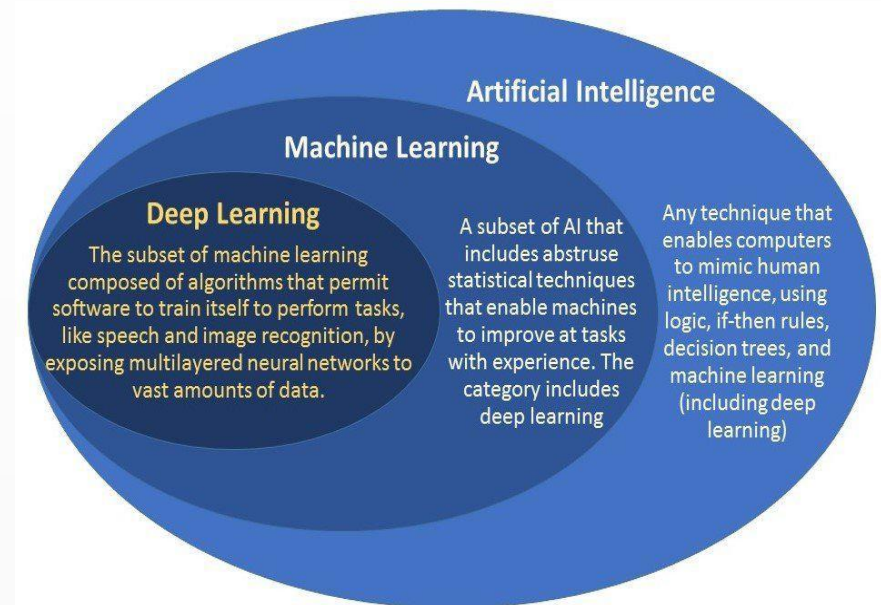 Artificial Intelligence
Machine Learning
Deep Learning
The subset of machine learning
composed of algorithms that permit
software to train itself to perform tasks,
like speech and image recognition, by
exposing multilayered neural networks to
vast amounts of data.
A subset of AI that
includes abstruse
statistical techniques
that enable machines
to improve at tasks
with experience. The
category includes
deep learning
Any technique that
enables computers
to mimic human
intelligence, using
logic, if-then rules,
decision trees, and
machine learning
(including deep
learning)